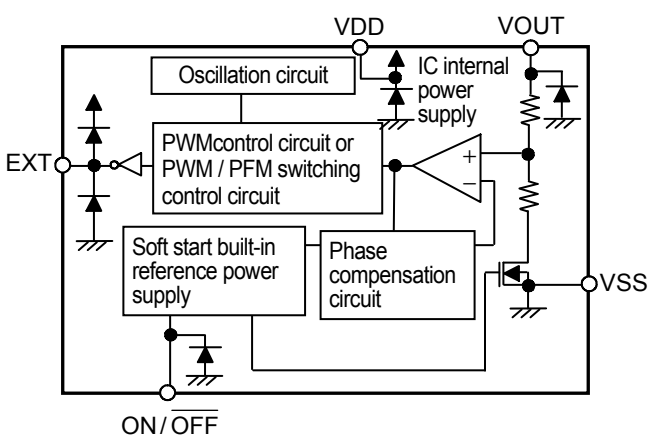 VDD
VOUT
Oscillation circuit
IC internal
power
supply
PWMcontrol circuit or
PWM / PFM switching
control circuit
EXT
+
−
Soft start built-in
reference power
supply
Phase
compensation
circuit
VSS
ON/OFF